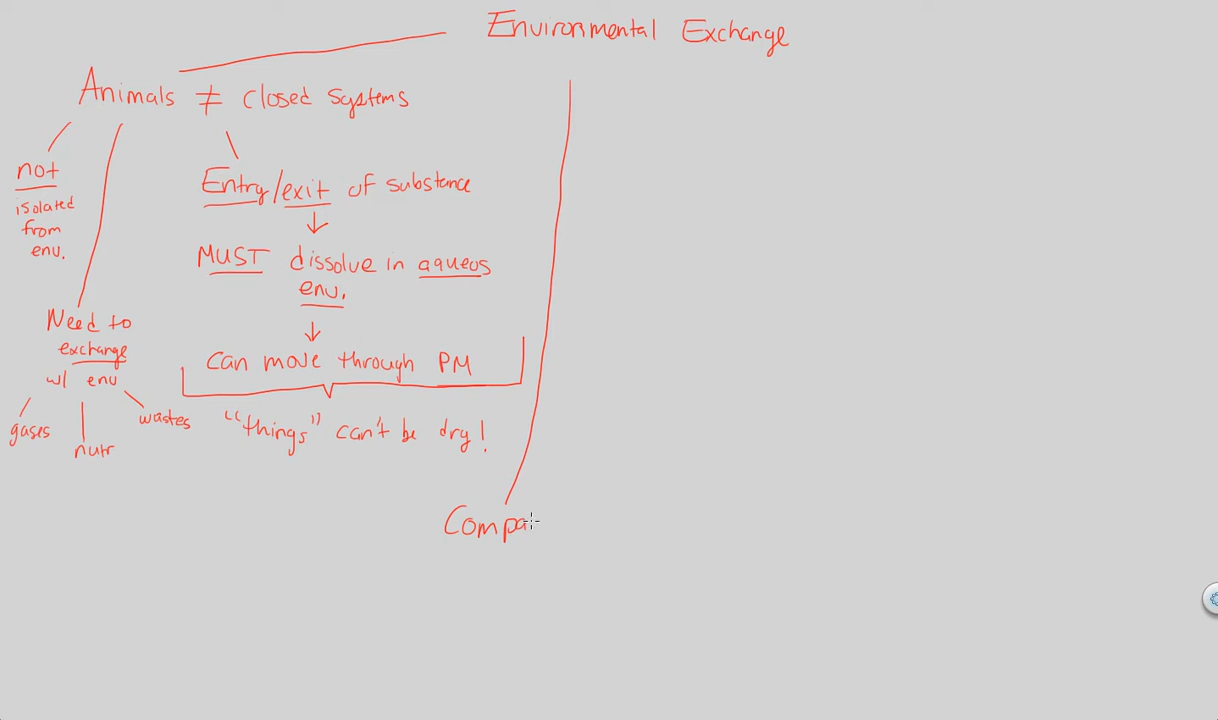 Environmental Exchange
Animals ≠ closed systems
not
isolated
from
env.
Entry/exit of substance
MUST dissolve in aqueos
env.
Need to
exchange
w/ env
gases
nutr
wastes
Can move through PM
"things" can't be dry!
Compa